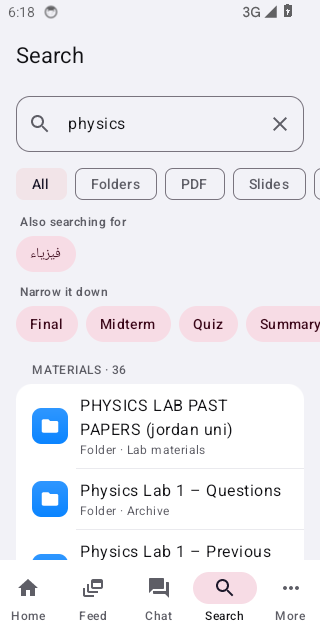 6:18
3G
Search
physics
All
Folders
PDF
Slides
Also searching for
فيزياء
Narrow it down
Final
Midterm
Quiz
Summary
MATERIALS · 36
PHYSICS LAB PAST
PAPERS (jordan uni)
Folder · Lab materials
Physics Lab 1 – Questions
Folder · Archive
Physics Lab 1 – Previous
Home
Feed
Chat
Search
More